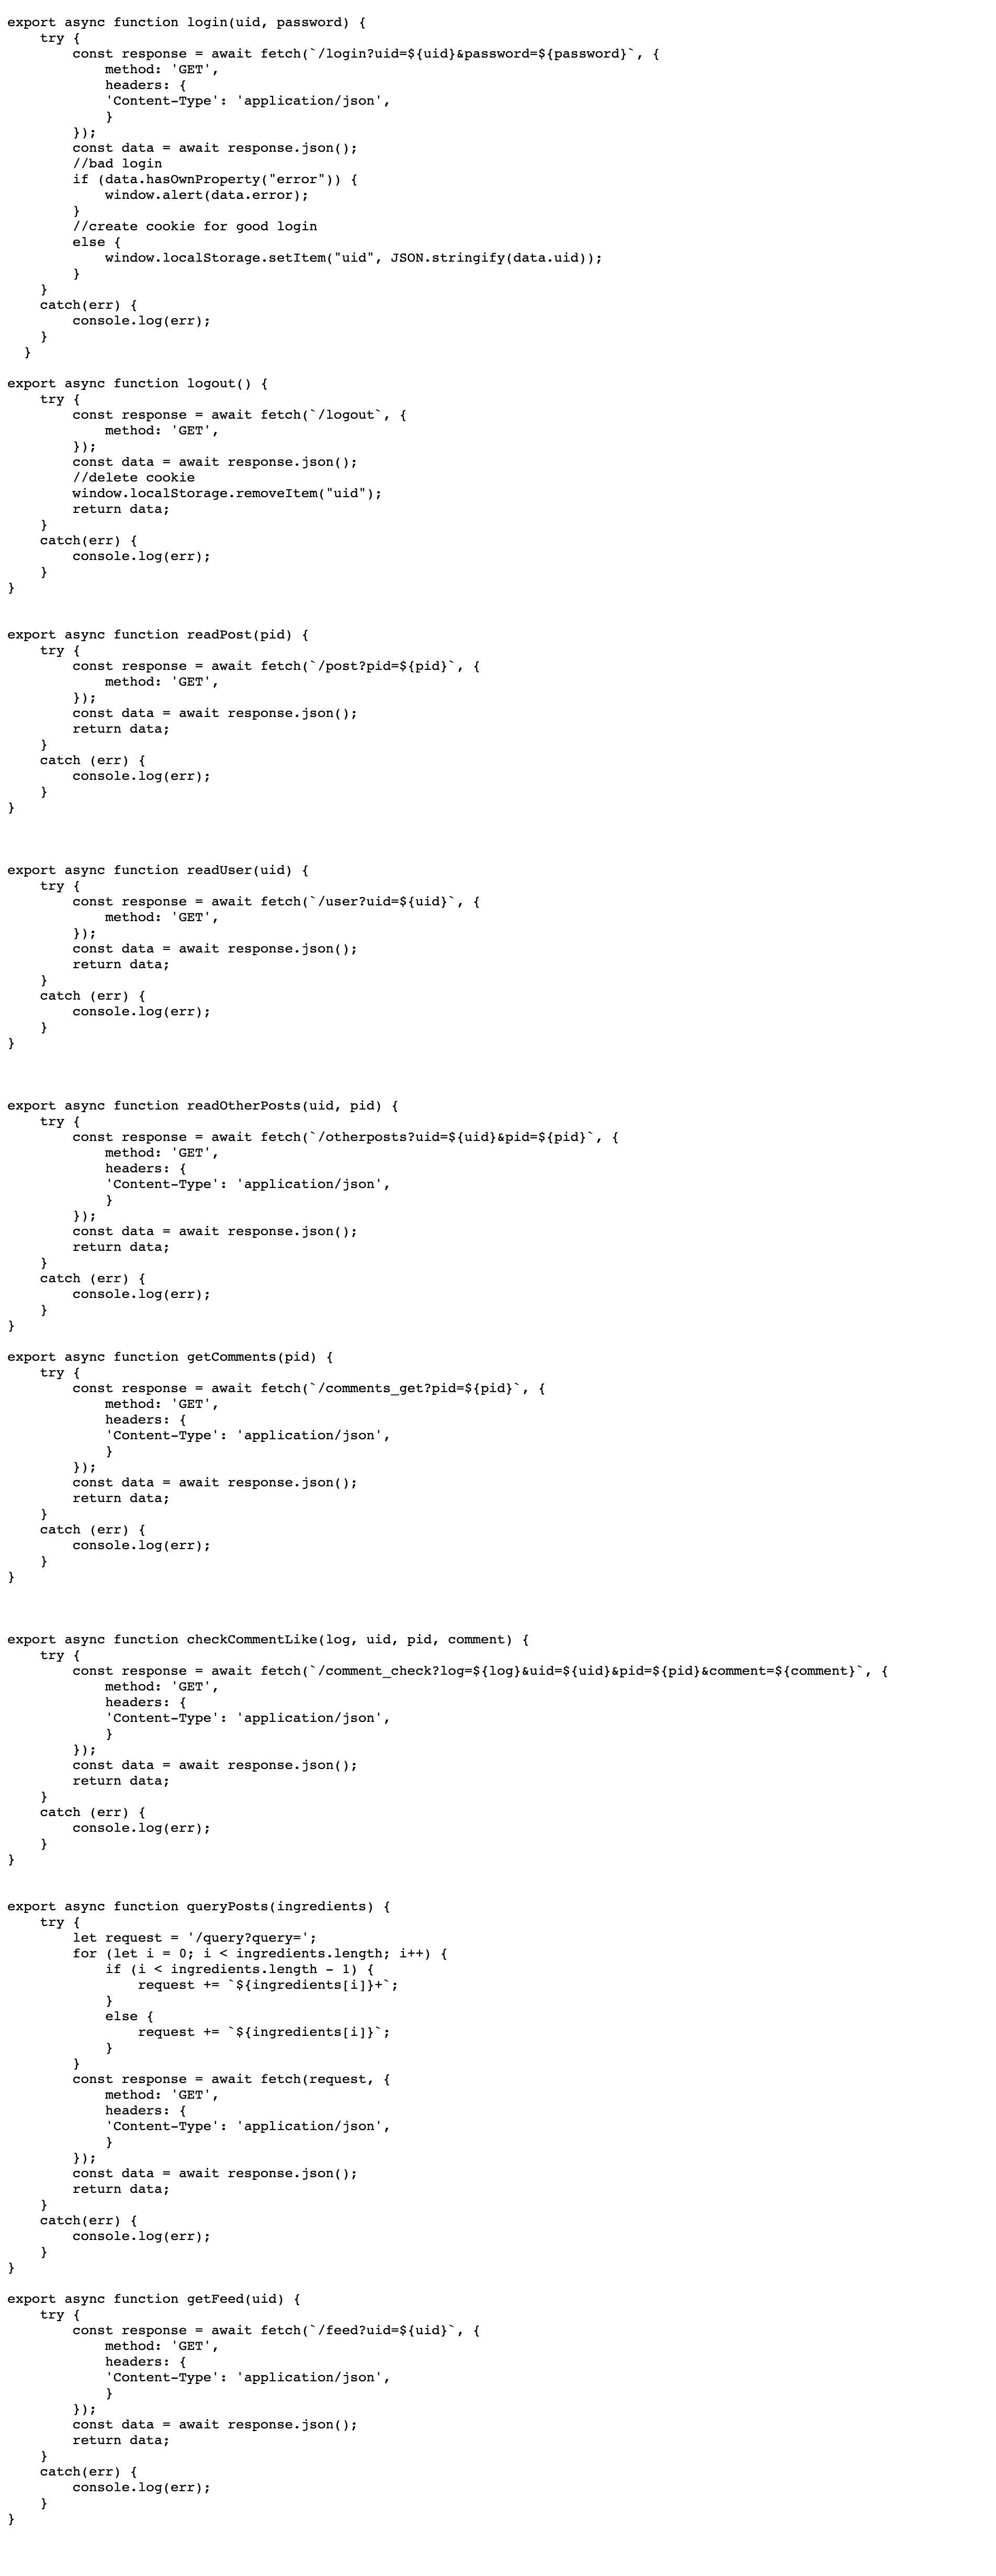 export async function login(uid, password) {
    try {
        const response = await fetch(`/login?uid=${uid}&password=${password}`, {
            method: 'GET',
            headers: {
            'Content-Type': 'application/json',
            }
        });
        const data = await response.json();
        //bad login
        if (data.hasOwnProperty("error")) {
            window.alert(data.error);
        }
        //create cookie for good login
        else {
            window.localStorage.setItem("uid", JSON.stringify(data.uid));
        }
    }
    catch(err) {
        console.log(err);
    }
  }

export async function logout() {
    try {
        const response = await fetch(`/logout`, {
            method: 'GET',
        });
        const data = await response.json();
        //delete cookie
        window.localStorage.removeItem("uid");
        return data;
    }
    catch(err) {
        console.log(err);
    }
}


export async function readPost(pid) {
    try {
        const response = await fetch(`/post?pid=${pid}`, {
            method: 'GET',
        });
        const data = await response.json();
        return data;
    }
    catch (err) {
        console.log(err);
    }
}



export async function readUser(uid) {
    try {
        const response = await fetch(`/user?uid=${uid}`, {
            method: 'GET',
        });
        const data = await response.json();
        return data;
    }
    catch (err) {
        console.log(err);
    }
}



export async function readOtherPosts(uid, pid) {
    try {
        const response = await fetch(`/otherposts?uid=${uid}&pid=${pid}`, {
            method: 'GET',
            headers: {
            'Content-Type': 'application/json',
            }
        });
        const data = await response.json();
        return data;
    }
    catch (err) {
        console.log(err);
    }
}

export async function getComments(pid) {
    try {
        const response = await fetch(`/comments_get?pid=${pid}`, {
            method: 'GET',
            headers: {
            'Content-Type': 'application/json',
            }
        });
        const data = await response.json();
        return data;
    }
    catch (err) {
        console.log(err);
    }
}



export async function checkCommentLike(log, uid, pid, comment) {
    try {
        const response = await fetch(`/comment_check?log=${log}&uid=${uid}&pid=${pid}&comment=${comment}`, {
            method: 'GET',
            headers: {
            'Content-Type': 'application/json',
            }
        });
        const data = await response.json();
        return data;
    }
    catch (err) {
        console.log(err);
    }
}


export async function queryPosts(ingredients) {
    try {
        let request = '/query?query=';
        for (let i = 0; i < ingredients.length; i++) {
            if (i < ingredients.length - 1) {
                request += `${ingredients[i]}+`;
            }
            else {
                request += `${ingredients[i]}`;
            }
        }
        const response = await fetch(request, {
            method: 'GET',
            headers: {
            'Content-Type': 'application/json',
            }
        });
        const data = await response.json();
        return data;
    }
    catch(err) {
        console.log(err);
    }
}

export async function getFeed(uid) {
    try {
        const response = await fetch(`/feed?uid=${uid}`, {
            method: 'GET',
            headers: {
            'Content-Type': 'application/json',
            }
        });
        const data = await response.json();
        return data;
    }
    catch(err) {
        console.log(err);
    }
}